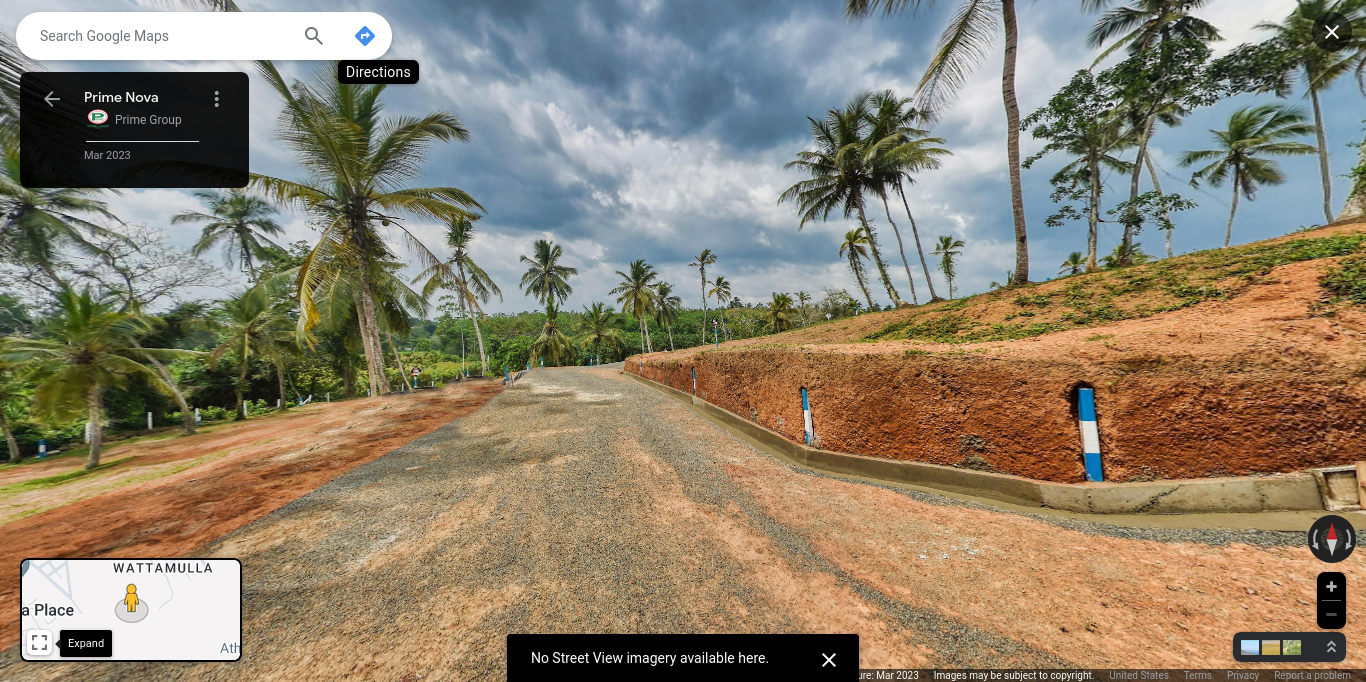 Search Google Maps
Directions
Prime Nova
Prime Group
Mar 2023
WATTAMULLA
a Place
Ath
Expand
No Street View imagery available here.
ure: Mar 2023 Images may be subject to copyright. United States Terms Privacy Report a problem